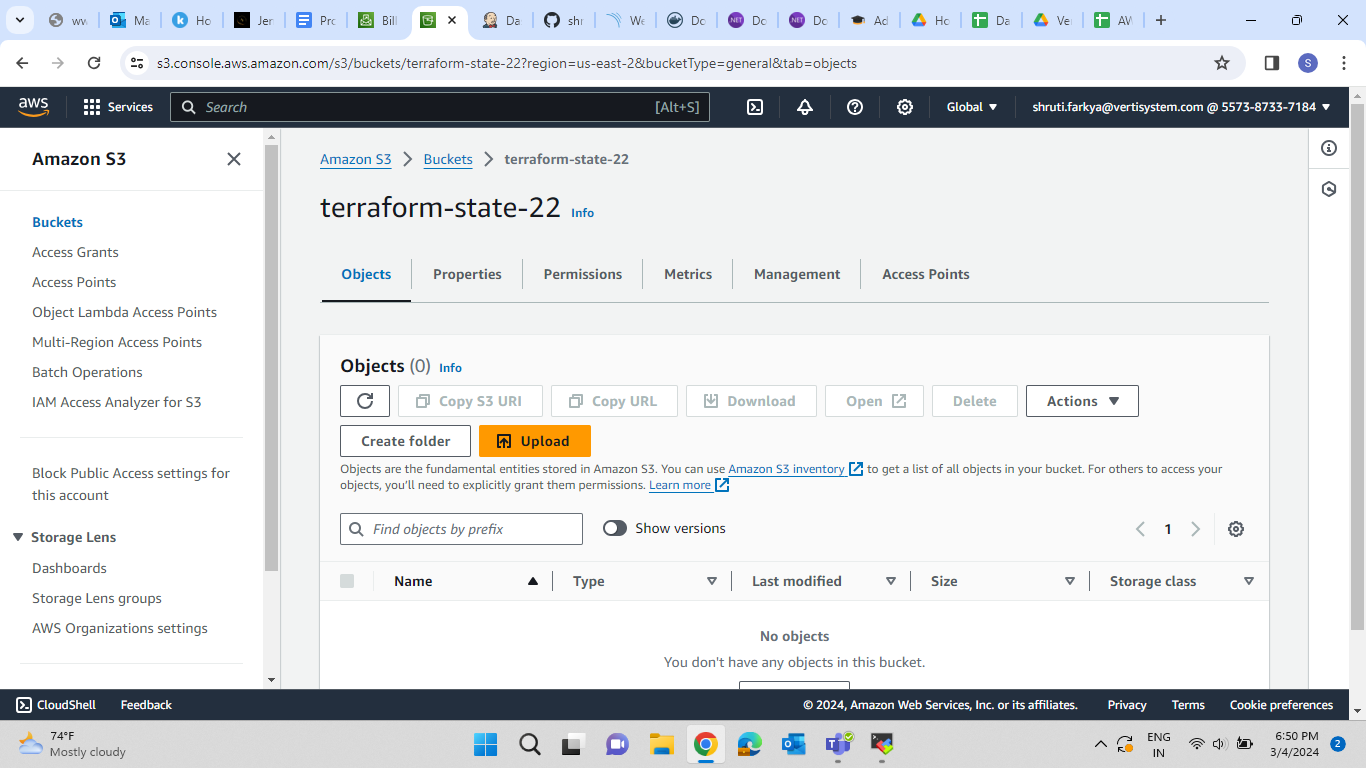 ww
Ma
Ho
Jer
Pro
Bill
Da
shr
We
Do
Do
Do
Ad
Ho
Da
Ver
AW
s3.console.aws.amazon.com/s3/buckets/terraform-state-22?region=us-east-2&bucketType=general&tab=objects
S
aws
Services
Search
[Alt+S]
Global
shruti.farkya@vertisystem.com @ 5573-8733-7184
Amazon S3
Buckets
Access Grants
Access Points
Object Lambda Access Points
Multi-Region Access Points
Batch Operations
IAM Access Analyzer for S3
Block Public Access settings for
this account
Storage Lens
Dashboards
Storage Lens groups
AWS Organizations settings
Amazon S3 > Buckets > terraform-state-22
terraform-state-22 Info
Objects
Properties
Permissions
Metrics
Management
Access Points
Objects (0) Info
Copy S3 URI
Copy URL
Download
Open
Delete
Actions
Create folder
Upload
Objects are the fundamental entities stored in Amazon S3. You can use Amazon S3 inventory to get a list of all objects in your bucket. For others to access your
objects, you'll need to explicitly grant them permissions. Learn more
Find objects by prefix
Show versions
1
Name
Type
Last modified
Size
Storage class
No objects
You don't have any objects in this bucket.
CloudShell
Feedback
© 2024, Amazon Web Services, Inc. or its affiliates.
Privacy
Terms
Cookie preferences
74°F
Mostly cloudy
ENG
IN
6:50 PM
3/4/2024
2